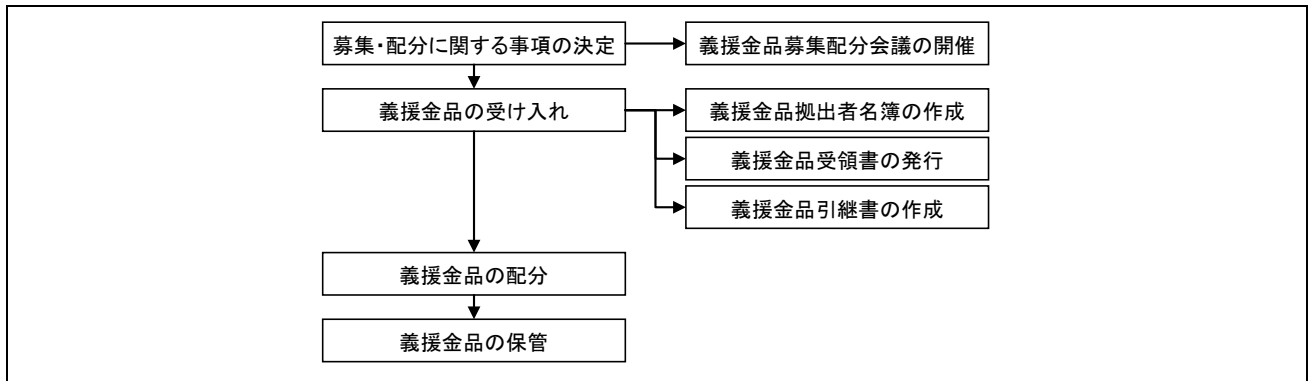 募集・配分に関する事項の決定
義援金品募集配分会議の開催
義援金品の受け入れ
義援金品拠出者名簿の作成
義援金品受領書の発行
義援金品引継書の作成
義援金品の配分
義援金品の保管